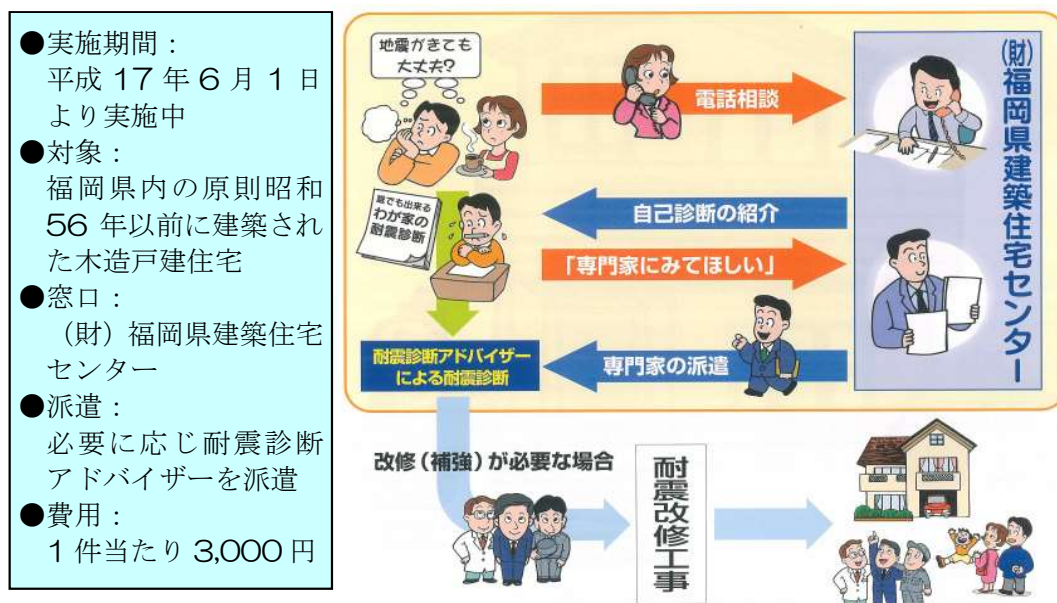 ●実施期間：
平成 17 年 6 月 1 日
より実施中
●対象：
福岡県内の原則昭和
56 年以前に建築され
た木造戸建住宅
●窓口：
（財）福岡県建築住宅
センター
●派遣：
必要に応じ耐震診断
アドバイザーを派遣
●費用：
1 件当たり 3,000 円
地震がきても
大丈夫?
電話相談
(財)福岡県建築住宅センター
誰でも出来る
わが家の
耐震診断
自己診断の紹介
「専門家にみてほしい」
耐震診断アドバイザー
による耐震診断
専門家の派遣
改修（補強）が必要な場合
耐震改修工事